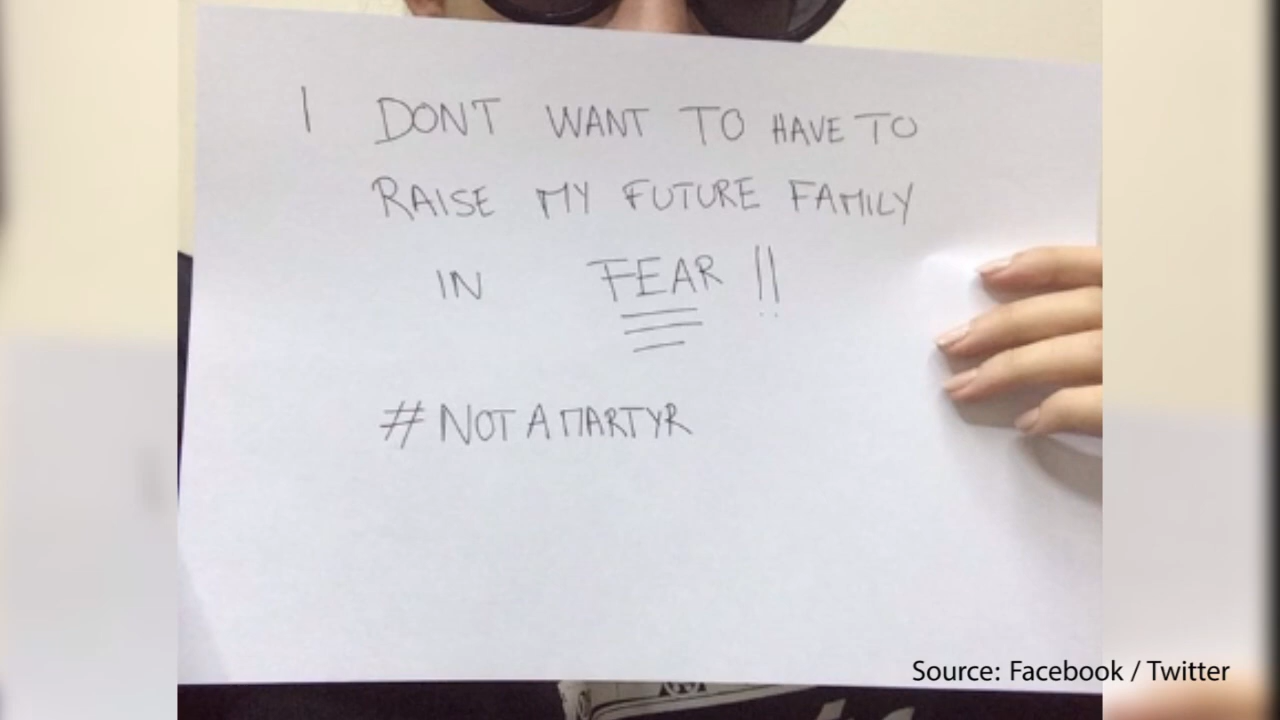 I DONT WANT TO HAVE TO
RAISE MY FUTURE FAMILY
IN FEAR !!
#NOTAMARTYR
Source: Facebook / Twitter